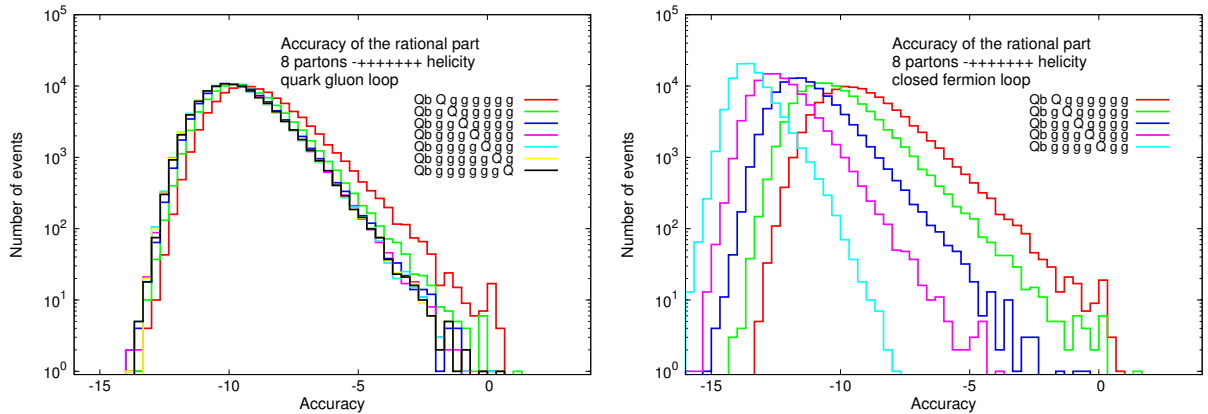 Number of events
10^5
10^4
10^3
10^2
10^1
10^0
Accuracy of the rational part
8 partons -+++++++ helicity
quark gluon loop
Qb Q g g g g g g
Qb g Q g g g g g
Qb g g Q g g g g
Qb g g g Q g g g
Qb g g g g Q g g
Qb g g g g g Q g
Qb g g g g g g Q
-15 -10 -5 0
Accuracy
Number of events
10^5
10^4
10^3
10^2
10^1
10^0
Accuracy of the rational part
8 partons -+++++++ helicity
closed fermion loop
Qb Q g g g g g g
Qb g Q g g g g g
Qb g g Q g g g g
Qb g g g Q g g g
Qb g g g g Q g g
-15 -10 -5 0
Accuracy